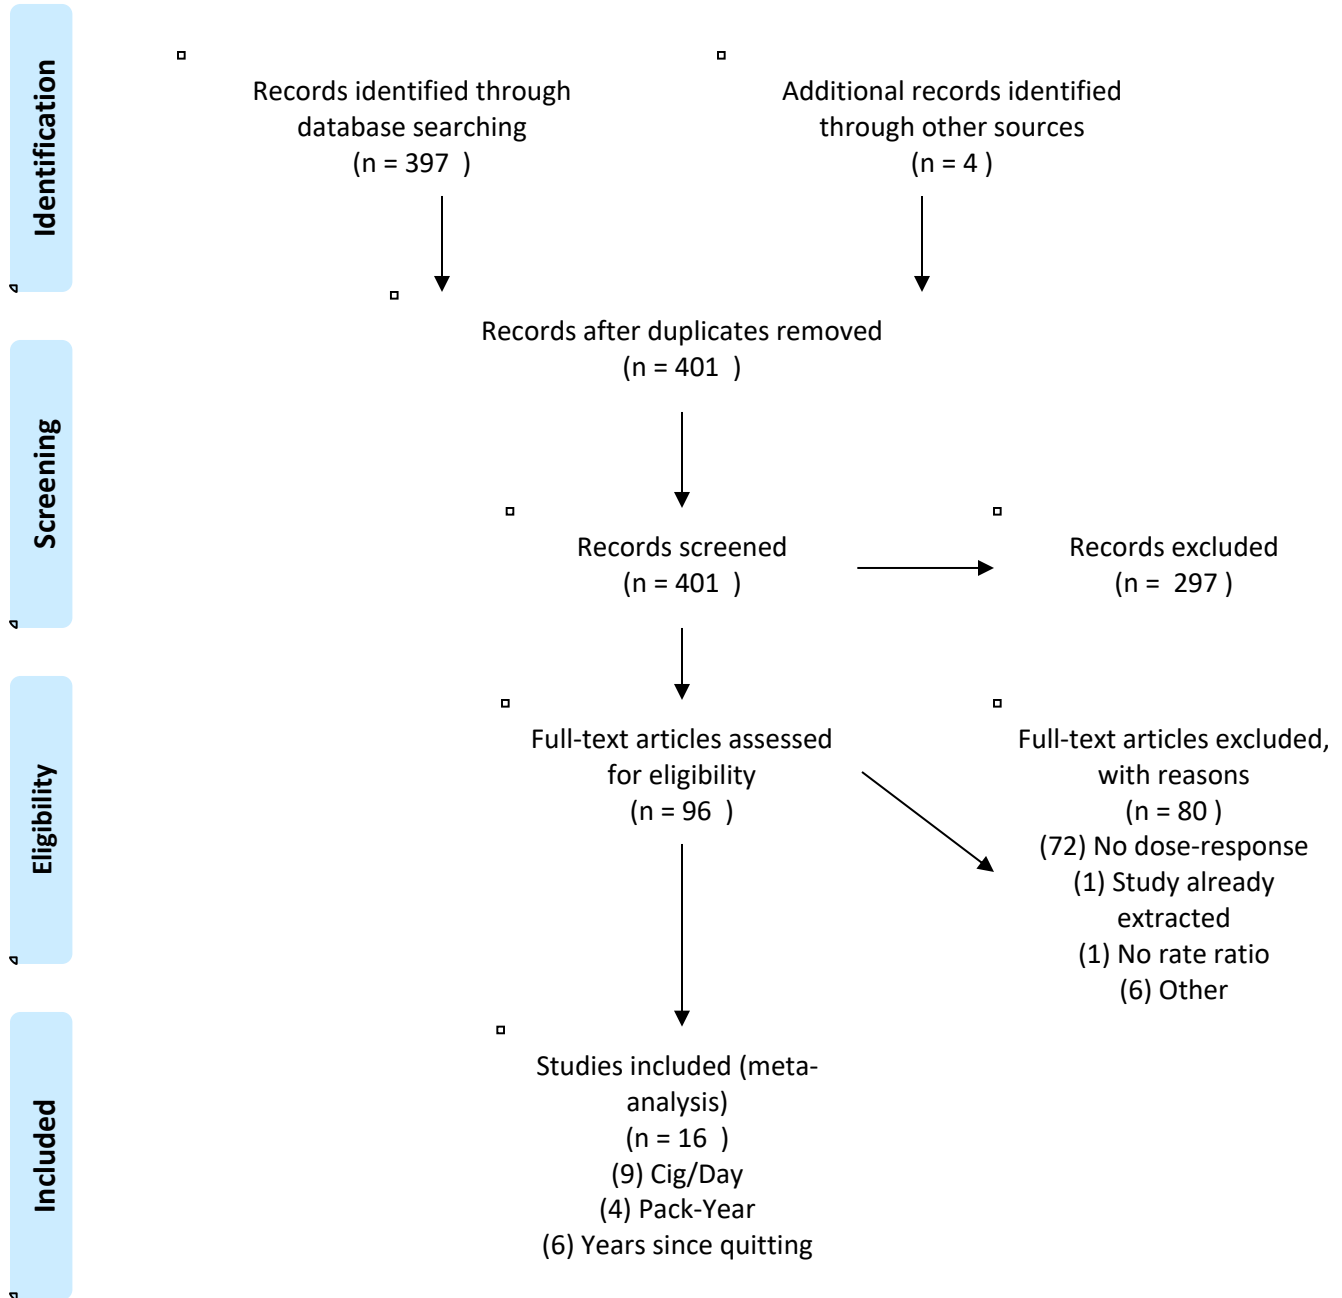 Identification
Records identified through
database searching
(n = 397 )
Additional records identified
through other sources
(n = 4 )
Records after duplicates removed
(n = 401 )
Screening
Records screened
(n = 401 )
Records excluded
(n = 297 )
Eligibility
Full-text articles assessed
for eligibility
(n = 96 )
Full-text articles excluded,
with reasons
(n = 80 )
(72) No dose-response
(1) Study already
extracted
(1) No rate ratio
(6) Other
Included
Studies included (meta-
analysis)
(n = 16 )
(9) Cig/Day
(4) Pack-Year
(6) Years since quitting